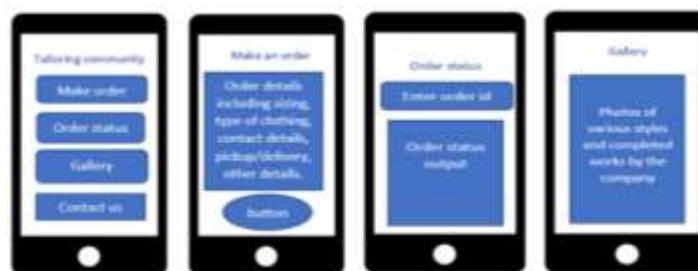 Tailoring community
Make order
Order status
Gallery
Contact us
Make an order
Order details
including sizing,
type of clothing,
contact details,
pickup/delivery,
other details.
button
Order status
Enter order id
Order status
output
Gallery
Photos of
various styles
and completed
works by the
company